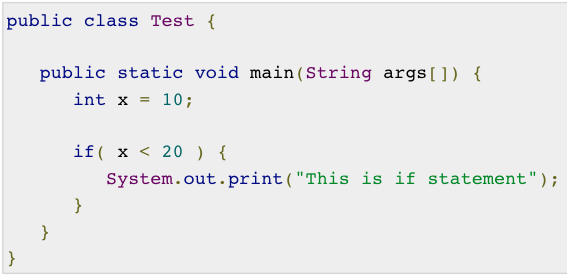 public class Test {
public static void main(String args[]) {
int x = 10;
if( x < 20 ) {
System.out.print("This is if statement");
}
}
}